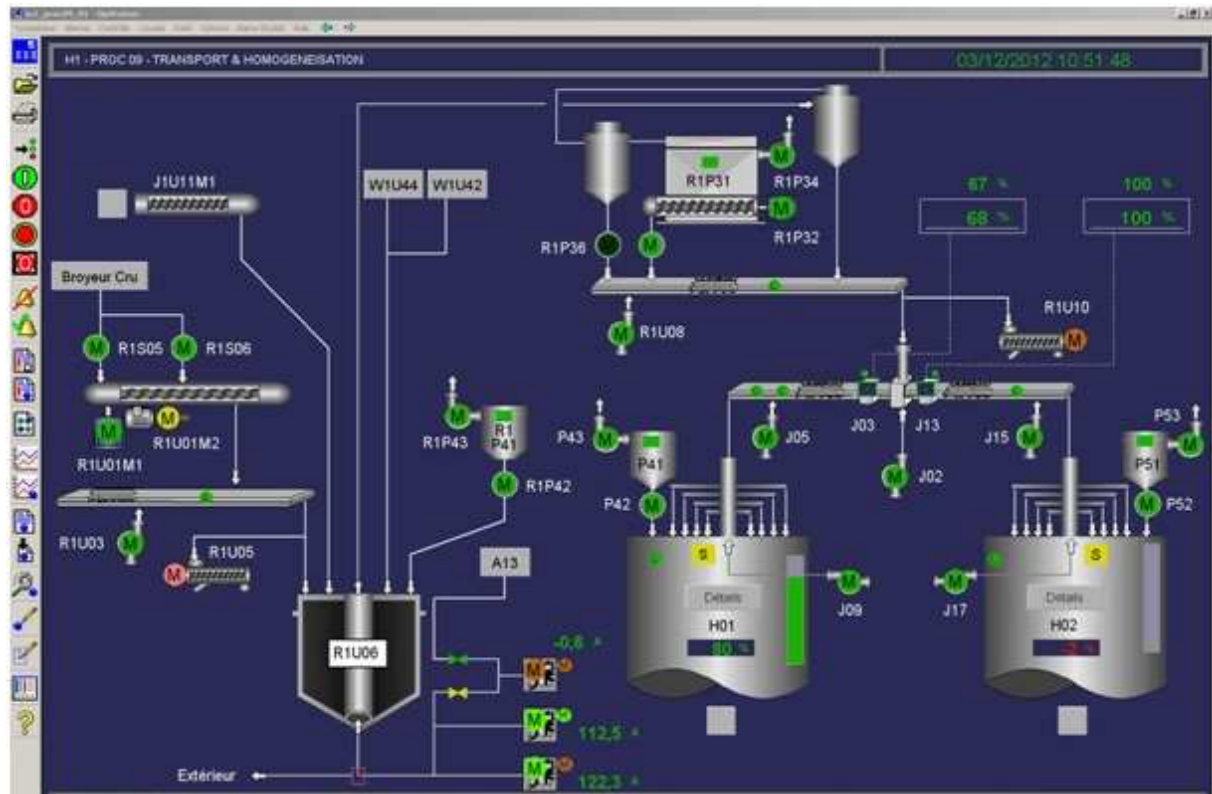 H1 - PROC 09 - TRANSPORT & HOMOGENEISATION
03/12/2012 10:51:48
J1U11M1
W1U44
W1U42
R1P31
R1P34
R1P32
R1P36
67 %
100 %
68 %
100 %
Broyeur Cru
R1S05
R1S06
R1U08
R1U10
R1U01M1
R1U01M2
R1P43
R1
P41
R1P42
P43
P41
P42
J05
J03
J13
J15
J02
P53
P51
P52
R1U03
R1U05
A13
S
S
Détails
Détails
J09
J17
H01
H02
80 %
R1U06
-0,6 A
112,5 A
122,3 A
Extérieur
M